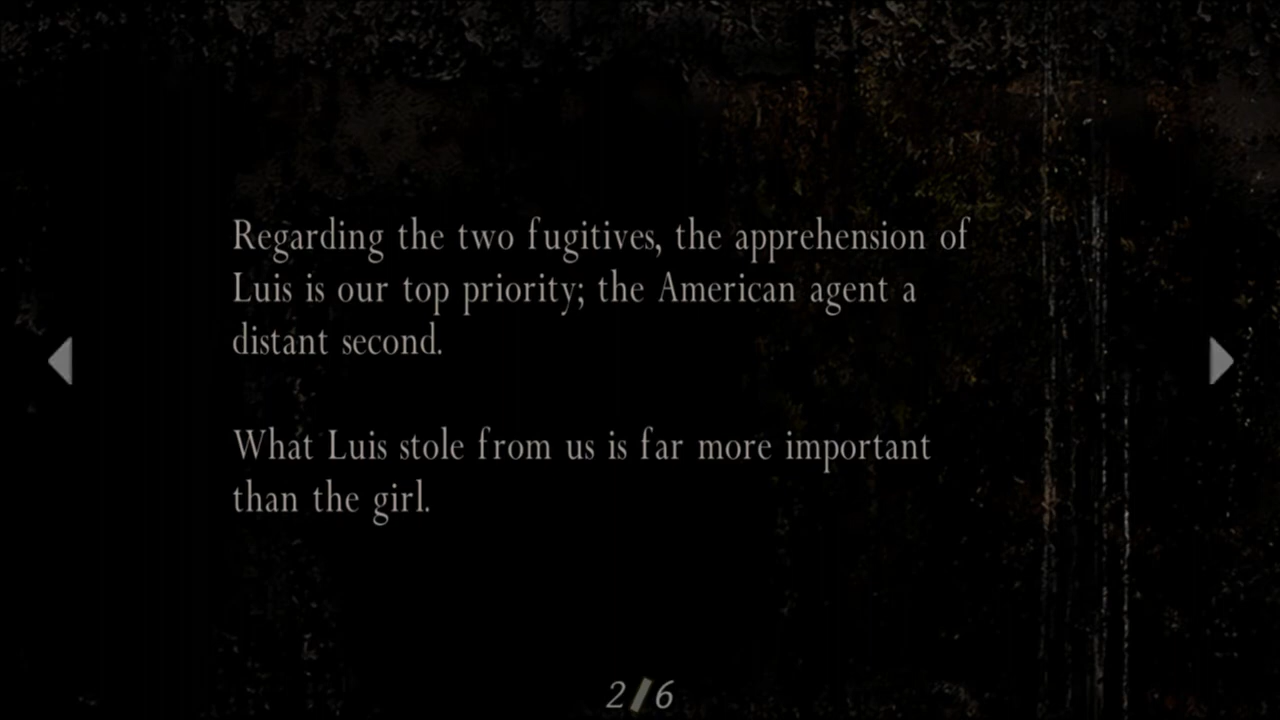 Regarding the two fugitives, the apprehension of
Luis is our top priority; the American agent a
distant second.
What Luis stole from us is far more important
than the girl.
2/6